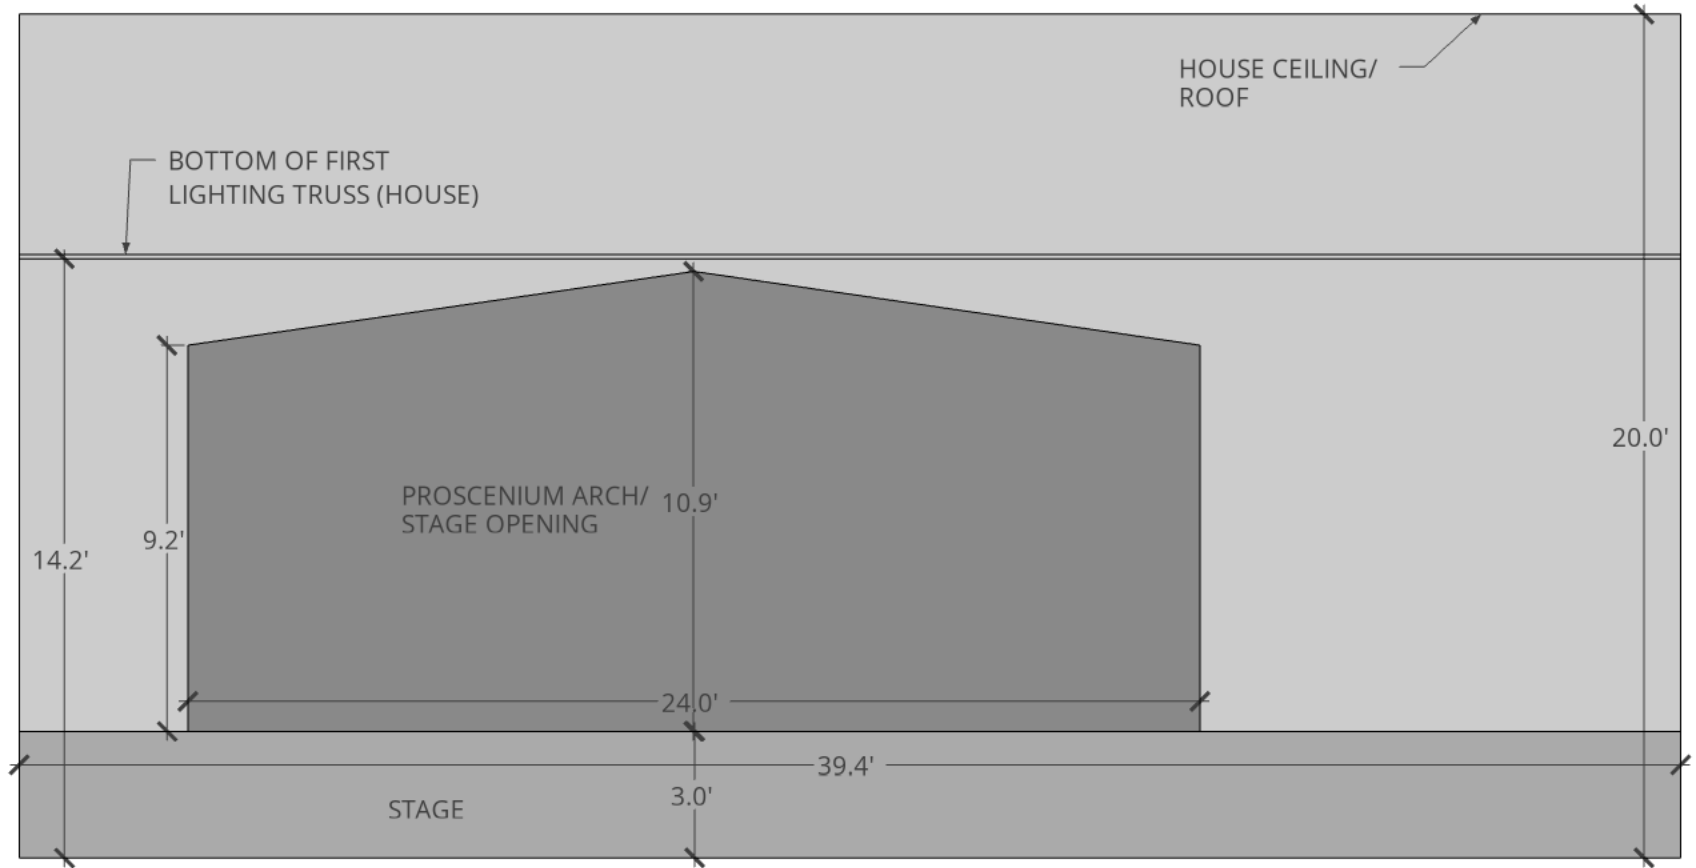 HOUSE CEILING/
ROOF
BOTTOM OF FIRST
LIGHTING TRUSS (HOUSE)
20.0'
PROSCENIUM ARCH/
STAGE OPENING
10.9'
9.2'
14.2'
24.0'
39.4'
3.0'
STAGE